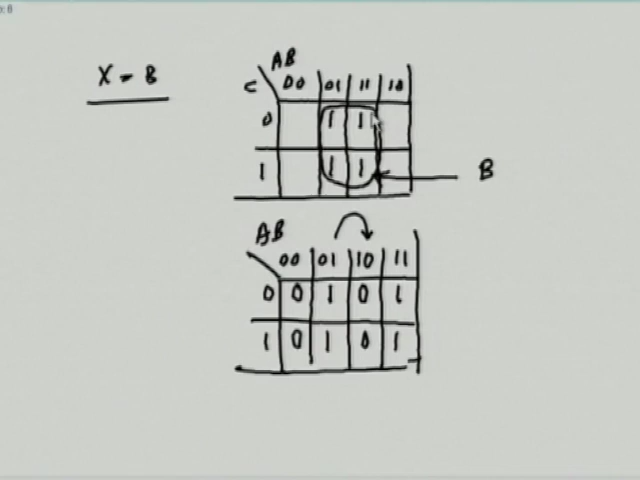 X = B
AB
C 00 01 11 10
0 1 1
1 1 1
B
AB
00 01 10 11
0 0 1 0 1
1 0 1 0 1